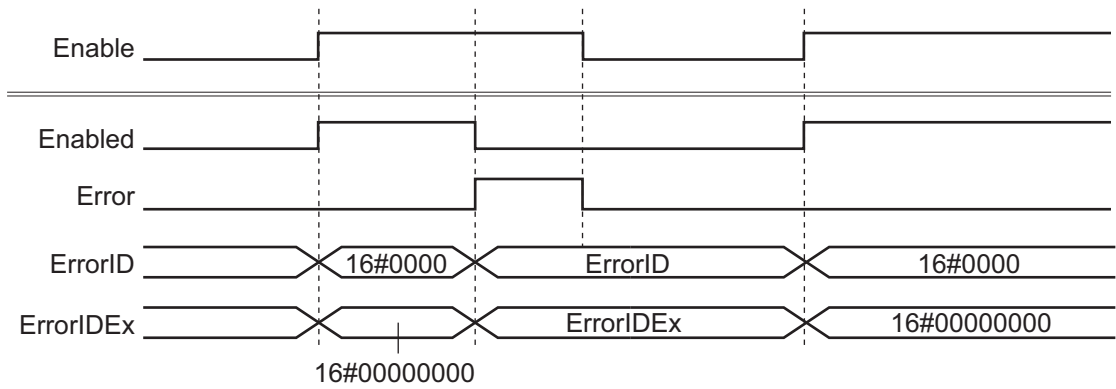 Enable
Enabled
Error
ErrorID 16#0000 ErrorID 16#0000
ErrorIDEx ErrorIDEx 16#00000000
16#00000000